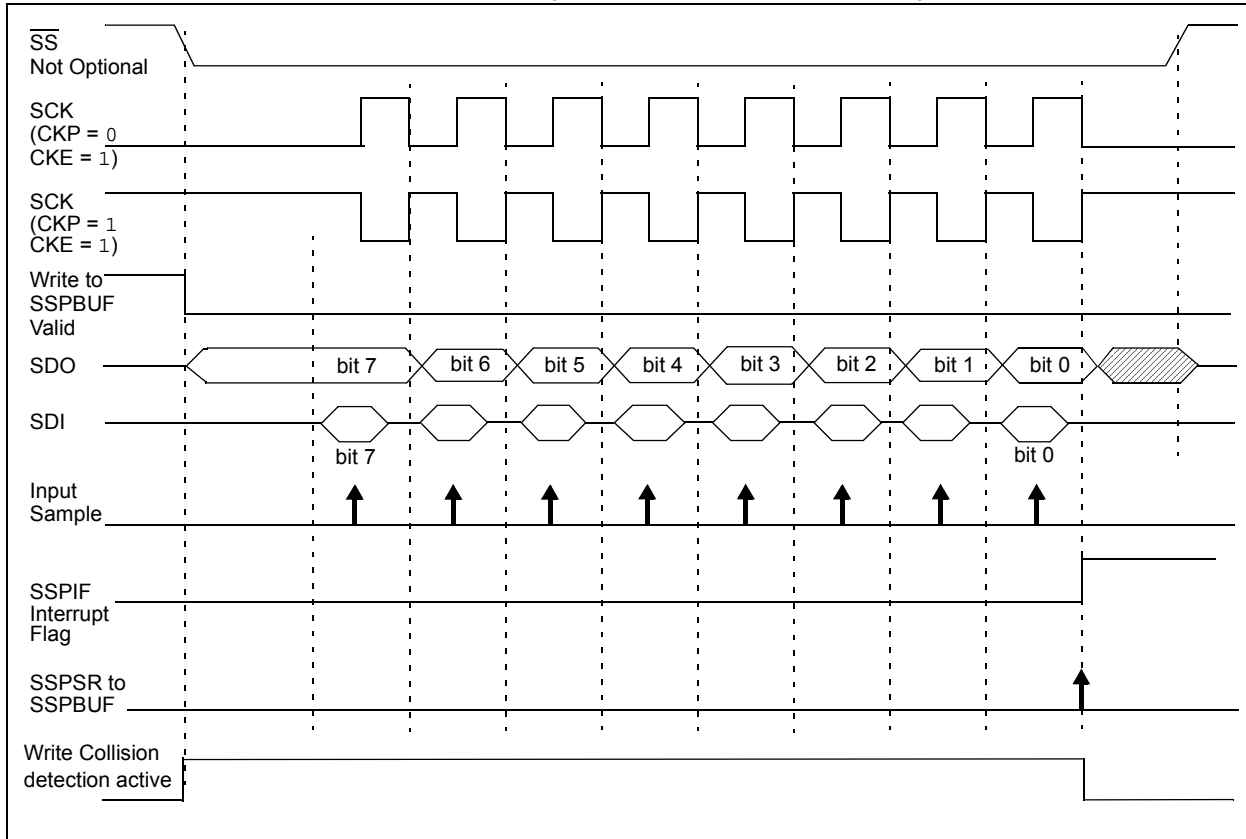 SS
Not Optional
SCK
(CKP = 0
CKE = 1)
SCK
(CKP = 1
CKE = 1)
Write to
SSPBUF
Valid
SDO
bit 7
bit 6
bit 5
bit 4
bit 3
bit 2
bit 1
bit 0
SDI
bit 7
bit 0
Input
Sample
SSPIF
Interrupt
Flag
SSPSR to
SSPBUF
Write Collision
detection active